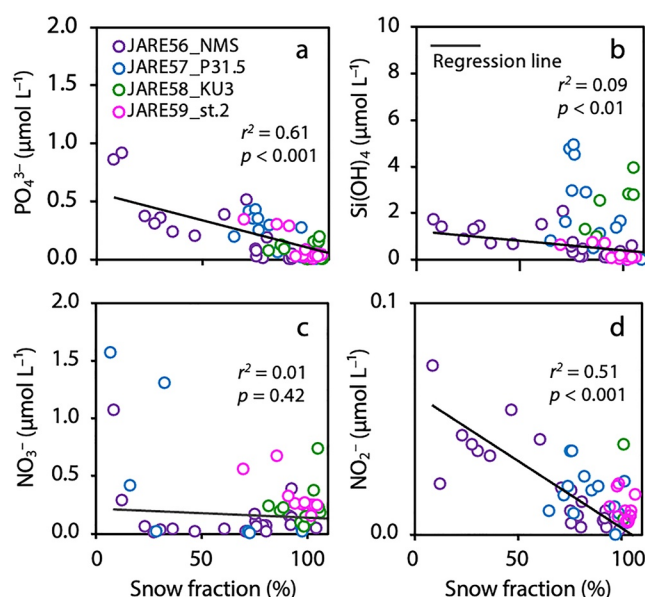 2.0
1.5
1.0
0.5
0.0
PO₄³⁻ (μmol L⁻¹)
a
JARE56_NMS
JARE57_P31.5
JARE58_KU3
JARE59_st.2
r² = 0.61
p < 0.001
10
8
6
4
2
0
Si(OH)₄ (μmol L⁻¹)
b
Regression line
r² = 0.09
p < 0.01
2.0
1.5
1.0
0.5
0.0
NO₃⁻ (μmol L⁻¹)
c
r² = 0.01
p = 0.42
0
50
100
Snow fraction (%)
0.1
0.0
NO₂⁻ (μmol L⁻¹)
d
r² = 0.51
p < 0.001
0
50
100
Snow fraction (%)